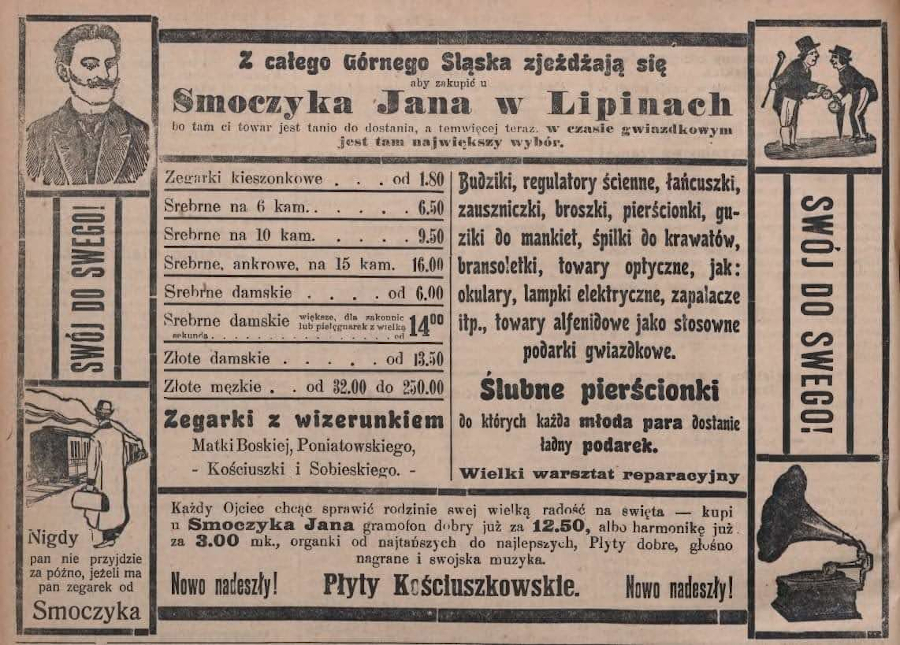 Z całego Górnego Sląska zjeżdżają się
aby zakupić u
Smoczyka Jana w Lipinach
bo tam ci towar jest tanio do dostania, a temwięcej teraz. w czasie gwiazdkowym
jest tam największy wybór.
SWÓJ DO SWEGO!
Nigdy
pan nie przyjdzie
za późno, jeżeli ma
pan zegarek od
Smoczyka
Zegarki kieszonkowe . . . od 1.80
Srebrne na 6 kam. . . . . . 6.50
Srebrne na 10 kam. . . . . . 9.50
Srebrne, ankrowe, na 15 kam. 16.00
Srebrne damskie . . . . od 6.00
Srebrne damskie większe, dla zakonnic
lub pielęgnarek z wielką 14⁰⁰
sekundą . . . . . . . . . . od
Złote damskie . . . . . od 13.50
Złote męzkie . . od 32.00 do 250.00
Zegarki z wizerunkiem
Matki Boskiej, Poniatowskiego,
- Kościuszki i Sobieskiego. -
Budziki, regulatory ścienne, łańcuszki,
zauszniczki, broszki, pierścionki, gu-
ziki do mankiet, śpilki do krawatów,
bransoletki, towary optyczne, jak:
okulary, lampki elektryczne, zapalacze
itp., towary alfenidowe jako stosowne
podarki gwiazdkowe.
Ślubne pierścionki
do których każda młoda para dostanie
ładny podarek.
Wielki warsztat reparacyjny
Każdy Ojciec chcąc sprawić rodzinie swej wielką radość na święta — kupi
u Smoczyka Jana gramofon dobry już za 12.50, albo harmonikę już
za 3.00 mk., organki od najtańszych do najlepszych, Płyty dobre, głośno
nagrane i swojska muzyka.
Nowo nadeszły! Płyty Kościuszkowskie. Nowo nadeszły!
SWÓJ DO SWEGO!